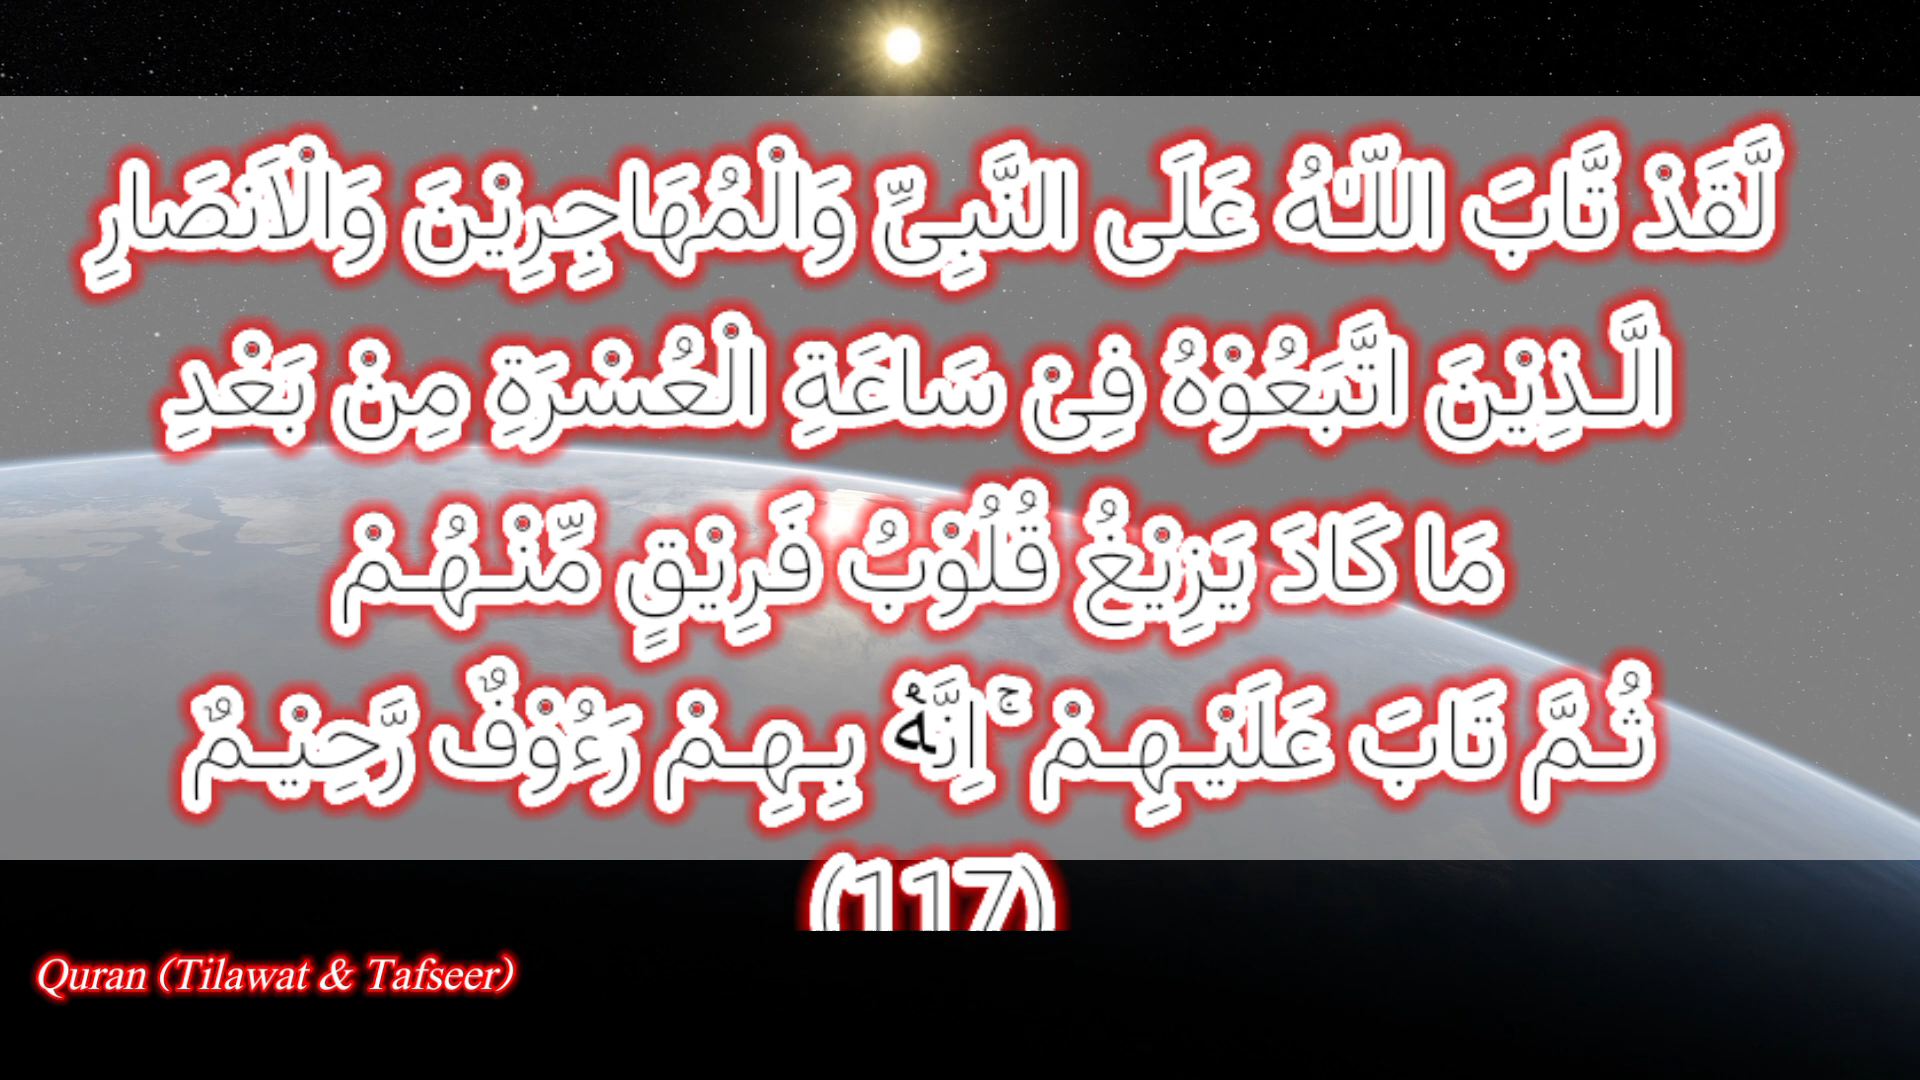 لَّقَدْ تَّابَ اللّـٰهُ عَلَى النَّبِىِّ وَالْمُهَاجِرِيْنَ وَالْاَنْصَارِ
الَّـذِيْنَ اتَّبَعُوْهُ فِىْ سَاعَةِ الْعُسْرَةِ مِنْ بَعْدِ
مَا كَادَ يَزِيْغُ قُلُوْبُ فَرِيْقٍ مِّنْـهُـمْ
ثُـمَّ تَابَ عَلَيْـهِـمْ ۚ اِنَّهٝ بِـهِـمْ رَءُوْفٌ رَّحِيْـمٌ
(117)
Quran (Tilawat & Tafseer)